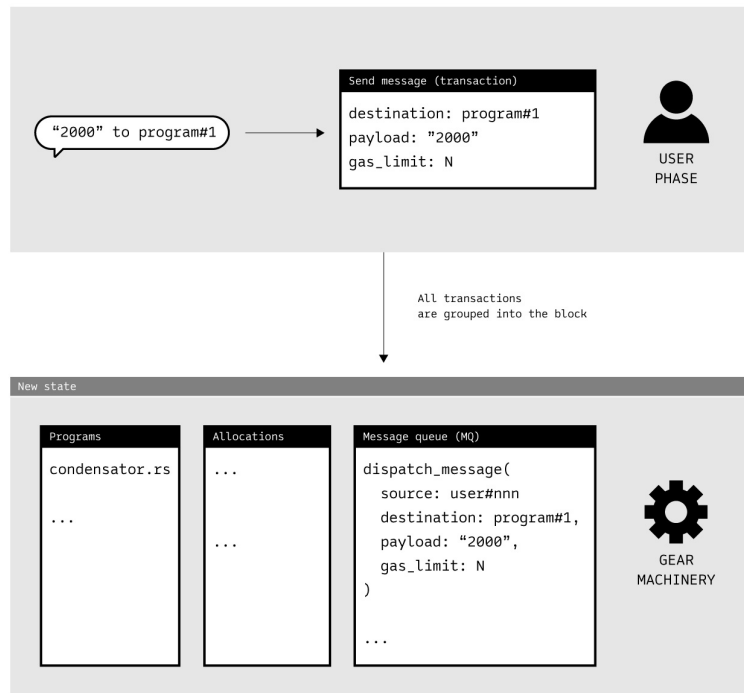 Send message (transaction)
“2000” to program#1
destination: program#1
payload: ”2000”
gas_limit: N
USER
PHASE
All transactions
are grouped into the block
New state
Programs
condensator.rs
...
Allocations
...
...
Message queue (MQ)
dispatch_message(
source: user#nnn
destination: program#1,
payload: “2000”,
gas_limit: N
)
...
GEAR
MACHINERY